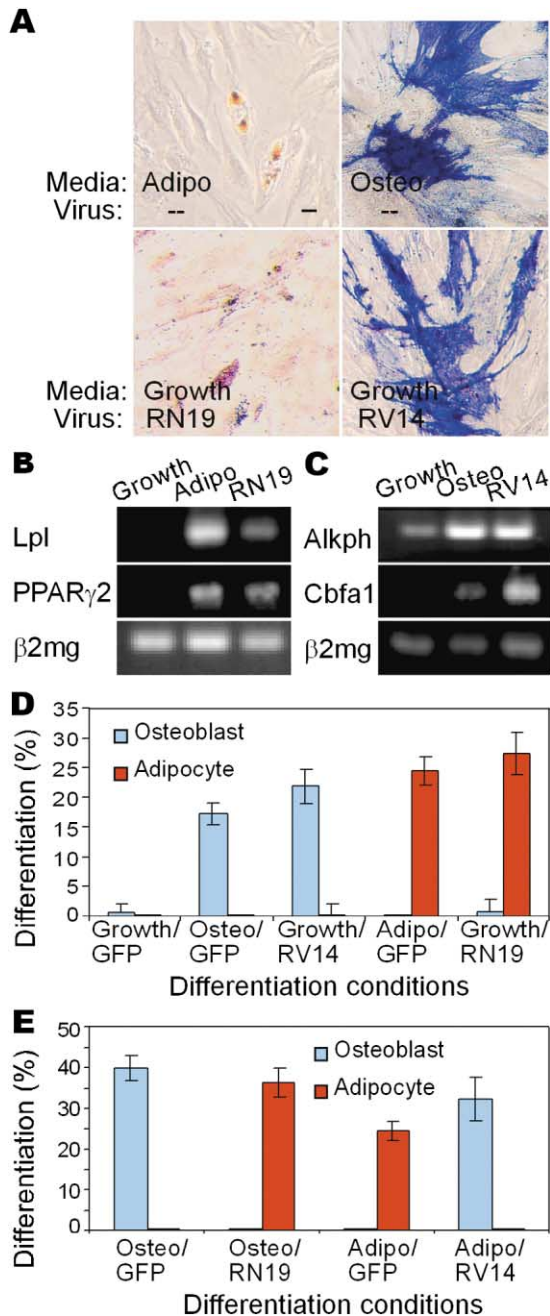 A
Media: Adipo Osteo
Virus: -- --
Media: Growth Growth
Virus: RN19 RV14
B
Growth Adipo RN19
Lpl
PPARγ2
β2mg
C
Growth Osteo RV14
Alkph
Cbfa1
β2mg
D
Differentiation (%)
35
30
25
20
15
10
5
0
Osteoblast
Adipocyte
Growth/ Osteo/ Growth/ Adipo/ Growth/
GFP GFP RV14 GFP RN19
Differentiation conditions
E
Differentiation (%)
50
40
30
40
10
0
Osteoblast
Adipocyte
Osteo/ Osteo/ Adipo/ Adipo/
GFP RN19 GFP RV14
Differentiation conditions